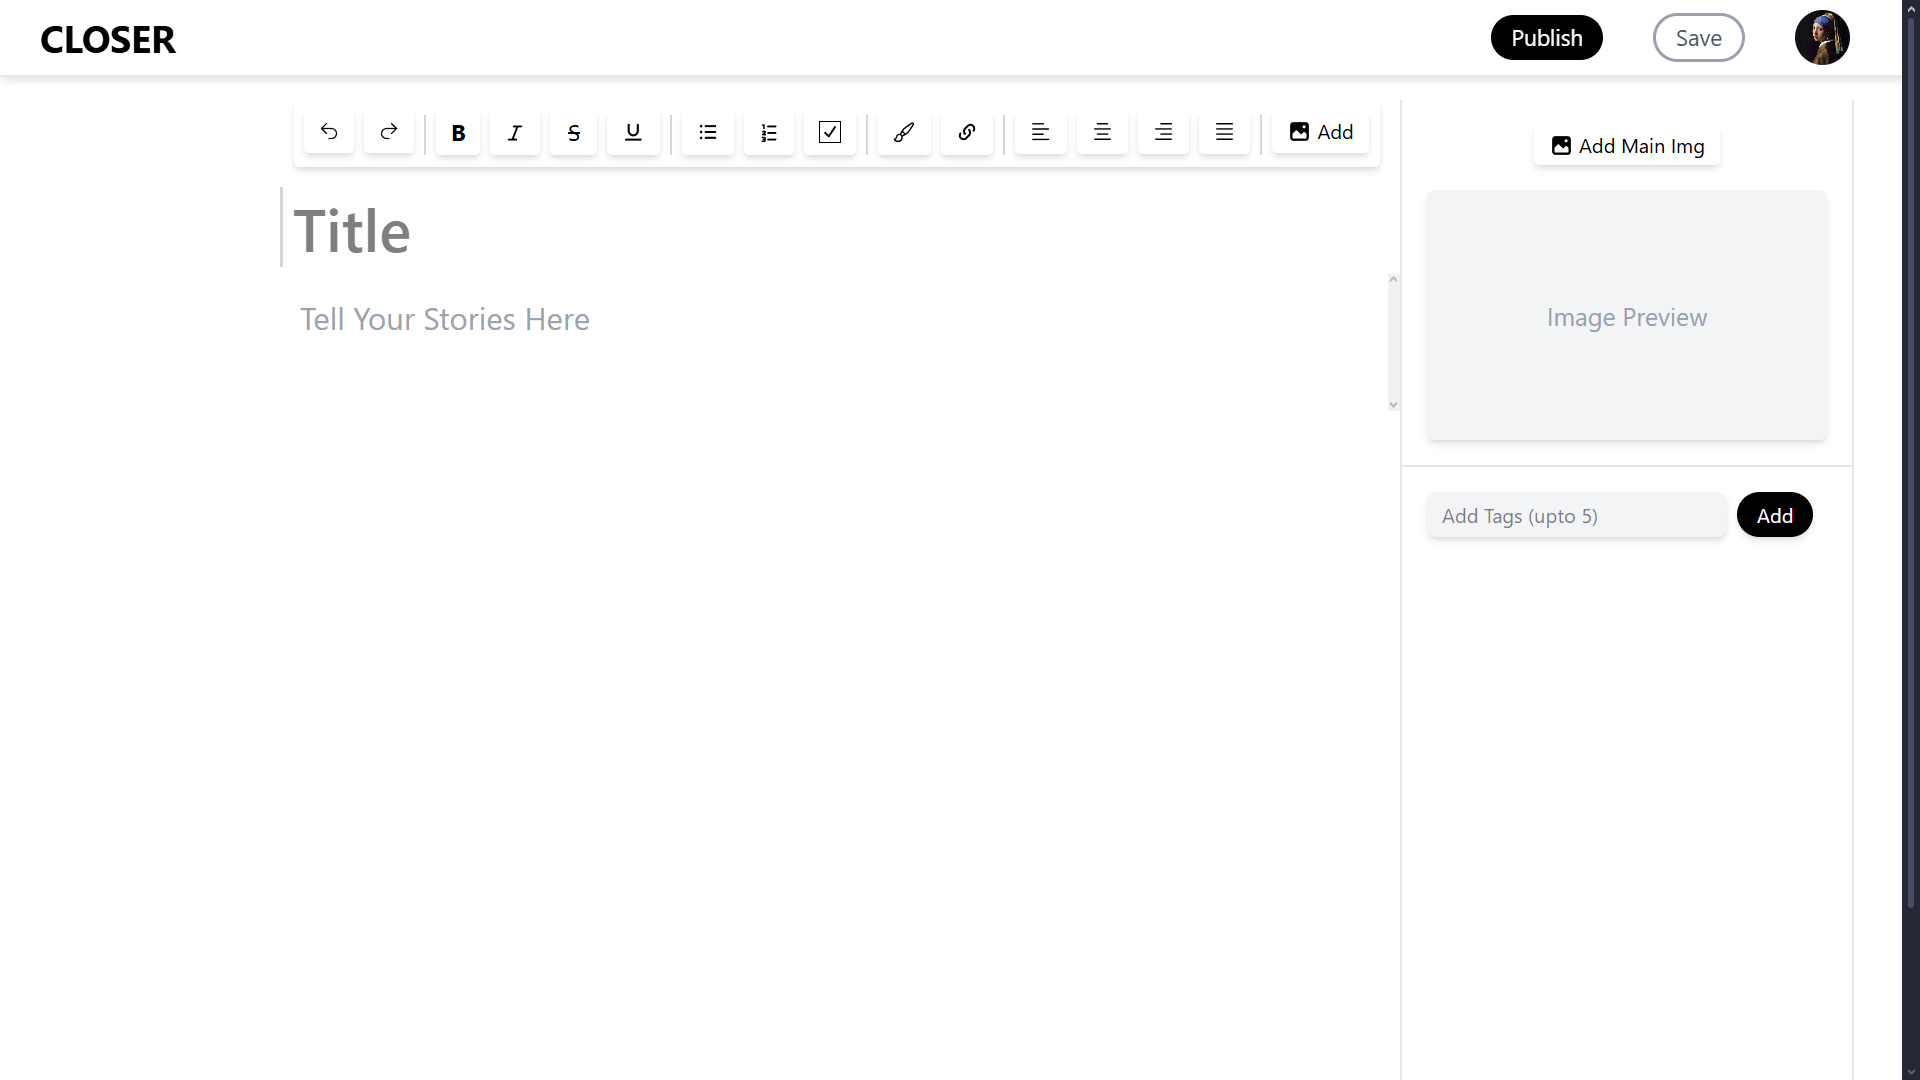 CLOSER
Publish
Save
B I S U
Add
Add Main Img
Title
Tell Your Stories Here
Image Preview
Add Tags (upto 5)
Add